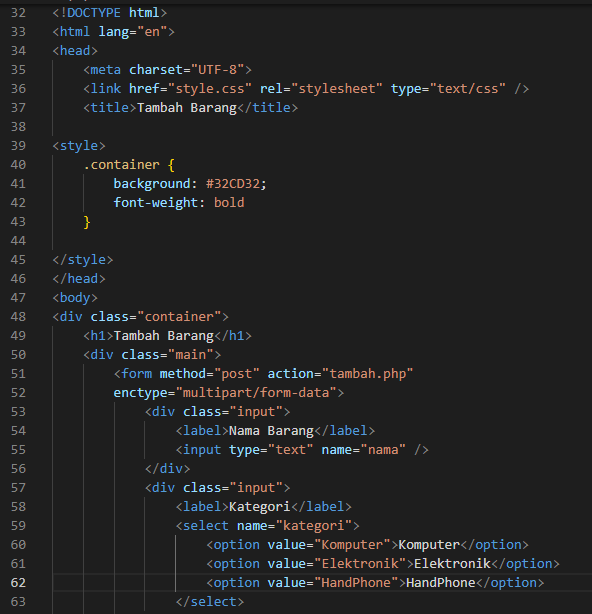 32 <!DOCTYPE html>
33 <html lang="en">
34 <head>
35     <meta charset="UTF-8">
36     <link href="style.css" rel="stylesheet" type="text/css" />
37     <title>Tambah Barang</title>
38
39 <style>
40     .container {
41         background: #32CD32;
42         font-weight: bold
43     }
44
45 </style>
46 </head>
47 <body>
48 <div class="container">
49     <h1>Tambah Barang</h1>
50     <div class="main">
51         <form method="post" action="tambah.php"
52         enctype="multipart/form-data">
53             <div class="input">
54                 <label>Nama Barang</label>
55                 <input type="text" name="nama" />
56             </div>
57             <div class="input">
58                 <label>Kategori</label>
59                 <select name="kategori">
60                     <option value="Komputer">Komputer</option>
61                     <option value="Elektronik">Elektronik</option>
62                     <option value="HandPhone">HandPhone</option>
63                 </select>